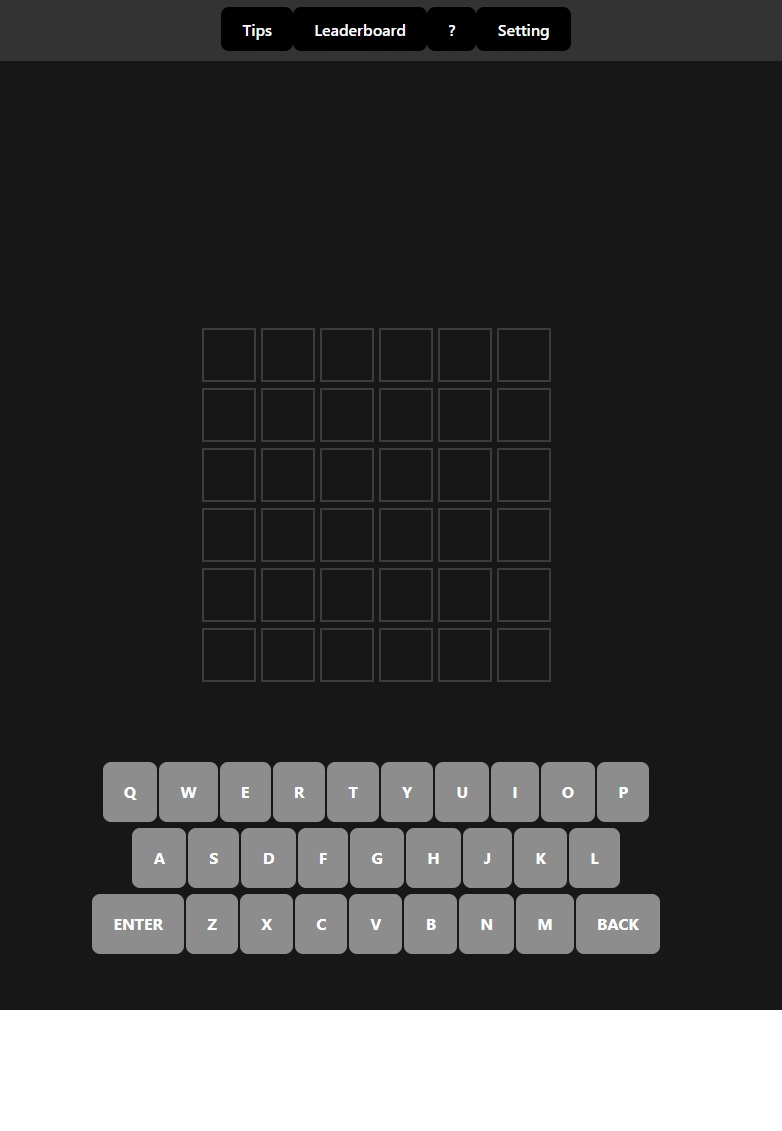 Tips Leaderboard ? Setting
Q W E R T Y U I O P
A S D F G H J K L
ENTER Z X C V B N M BACK